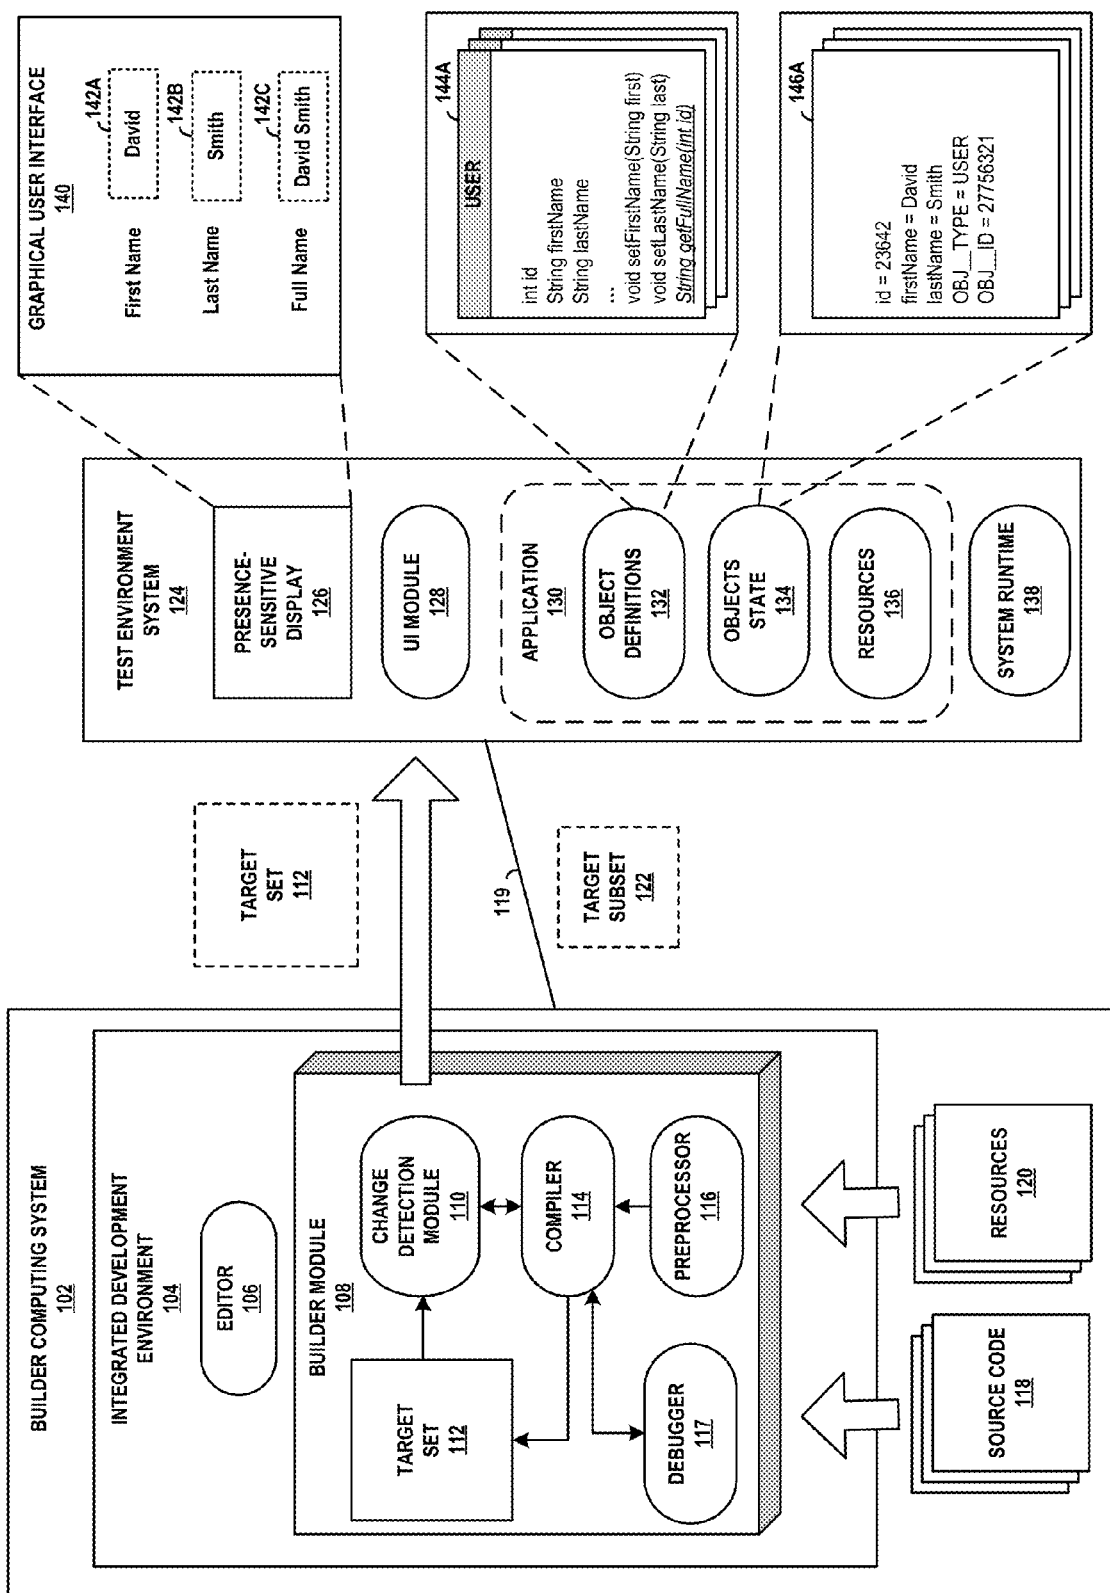 BUILDER COMPUTING SYSTEM
102
INTEGRATED DEVELOPMENT
ENVIRONMENT
104
EDITOR
106
BUILDER MODULE
108
TARGET
SET
112
CHANGE
DETECTION
MODULE
110
COMPILER
114
DEBUGGER
117
PREPROCESSOR
116
SOURCE CODE
118
RESOURCES
120
TARGET
SET
112
119
TARGET
SUBSET
122
TEST ENVIRONMENT
SYSTEM
124
PRESENCE-
SENSITIVE
DISPLAY
126
UI MODULE
128
APPLICATION
130
OBJECT
DEFINITIONS
132
OBJECTS
STATE
134
RESOURCES
136
SYSTEM RUNTIME
138
GRAPHICAL USER INTERFACE
140
142A
First Name David
142B
Last Name Smith
142C
Full Name David Smith
144A
USER
int id
String firstName
String lastName
...
void setFirstName(String first)
void setLastName(String last)
String getFullName(int id)
146A
id = 23642
firstName = David
lastName = Smith
OBJ__TYPE = USER
OBJ__ID = 27756321